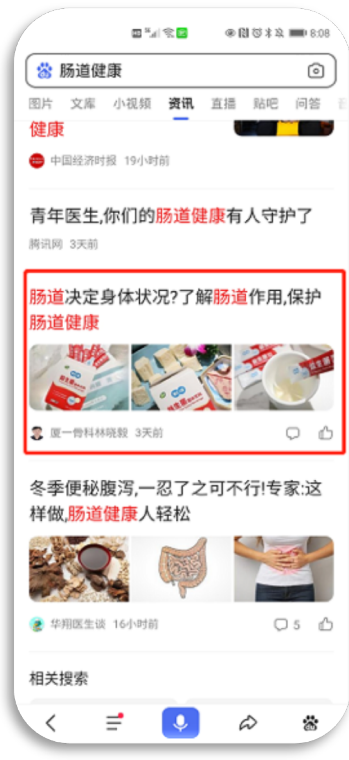 8:08
肠道健康
图片 文库 小视频 资讯 直播 贴吧 问答
健康
中国经济时报 19小时前
青年医生,你们的肠道健康有人守护了
腾讯网 3天前
肠道决定身体状况?了解肠道作用,保护
肠道健康
厦一骨科林晓毅 3天前
冬季便秘腹泻,一忍了之可不行!专家:这
样做,肠道健康人轻松
华翔医生谈 16小时前 5
相关搜索